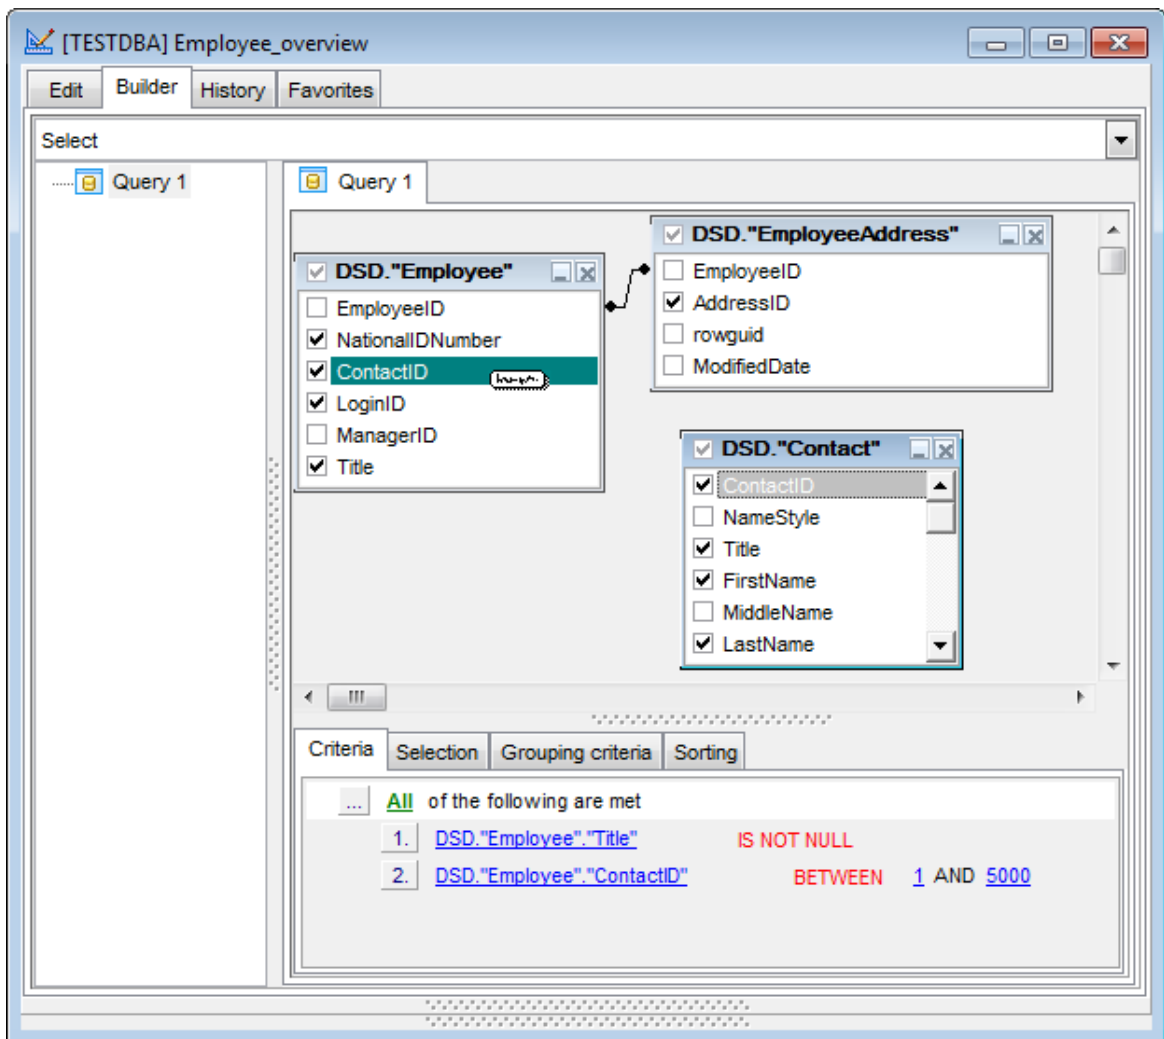 [TESTDBA] Employee_overview
Edit Builder History Favorites
Select
Query 1
Query 1
DSD."Employee"
EmployeeID
NationalIDNumber
ContactID
LoginID
ManagerID
Title
DSD."EmployeeAddress"
EmployeeID
AddressID
rowguid
ModifiedDate
DSD."Contact"
ContactID
NameStyle
Title
FirstName
MiddleName
LastName
Criteria Selection Grouping criteria Sorting
... All of the following are met
1. DSD."Employee"."Title" IS NOT NULL
2. DSD."Employee"."ContactID" BETWEEN 1 AND 5000